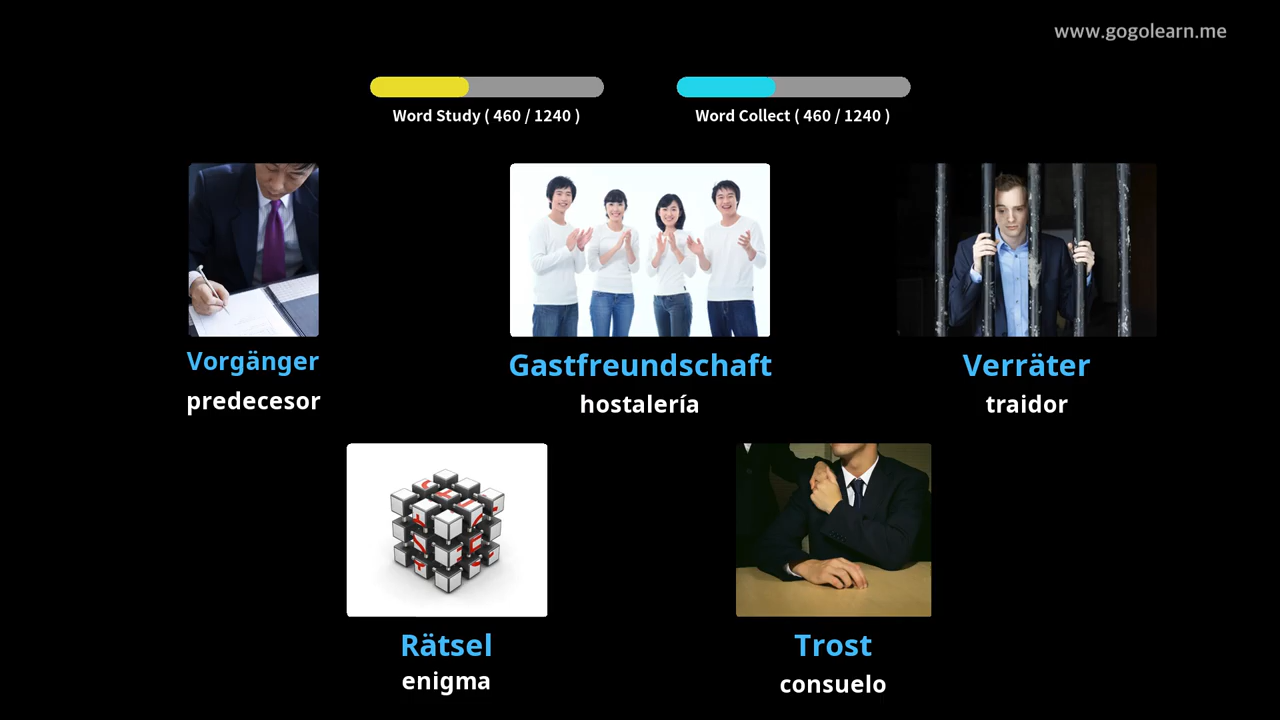 www.gogolearn.me
Word Study ( 460 / 1240 )
Word Collect ( 460 / 1240 )
Vorgänger
predecesor
Gastfreundschaft
hostalería
Verräter
traidor
Rätsel
enigma
Trost
consuelo